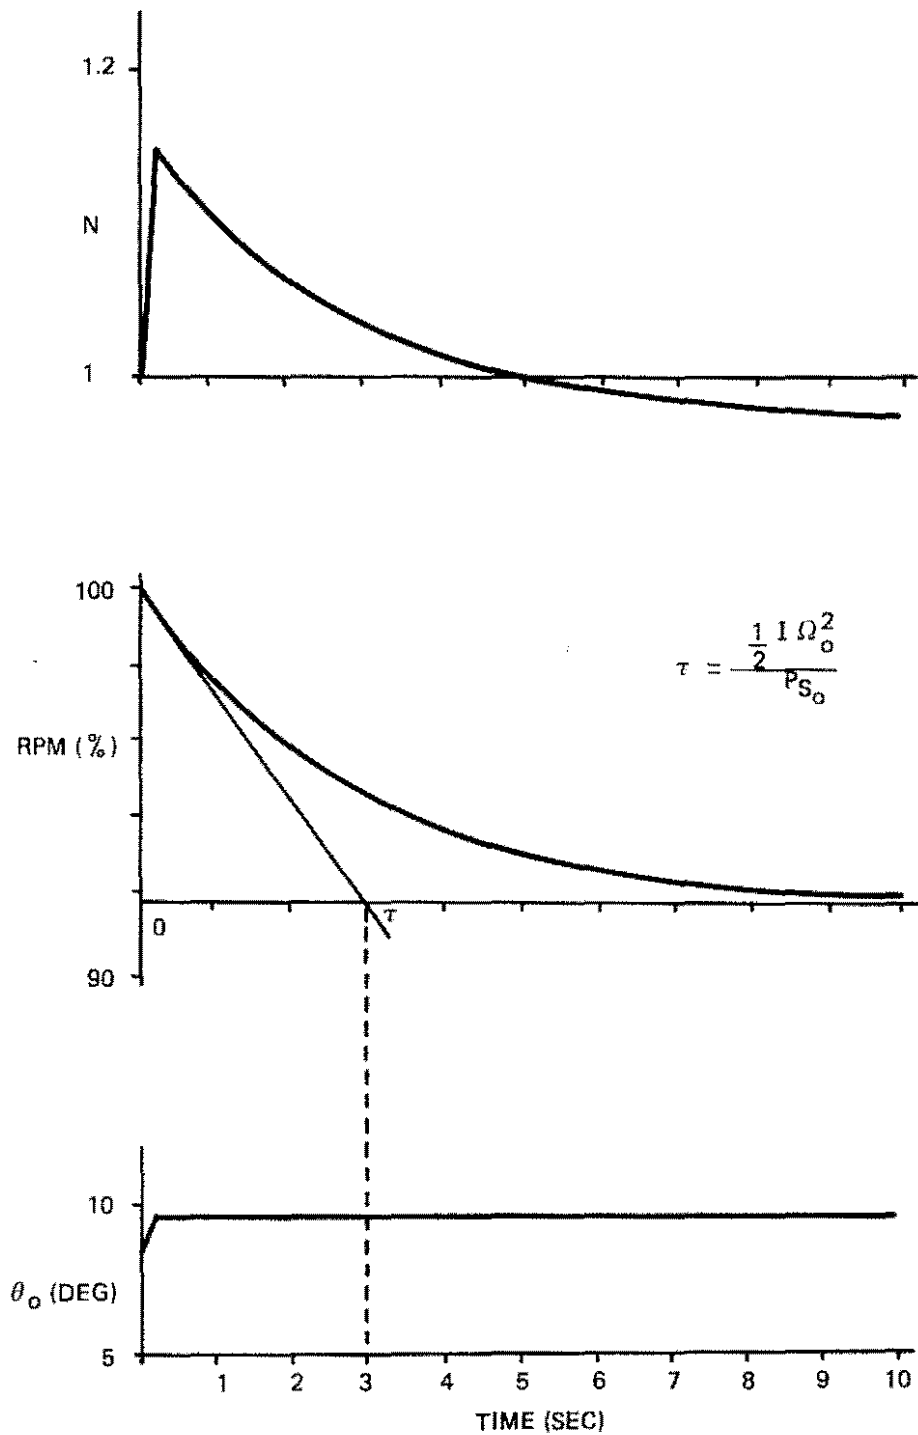 1.2
N
1
100
RPM (%)
τ = ½ I Ω₀² / P_S₀
0
τ
90
10
θ₀ (DEG)
5
1 2 3 4 5 6 7 8 9 10
TIME (SEC)